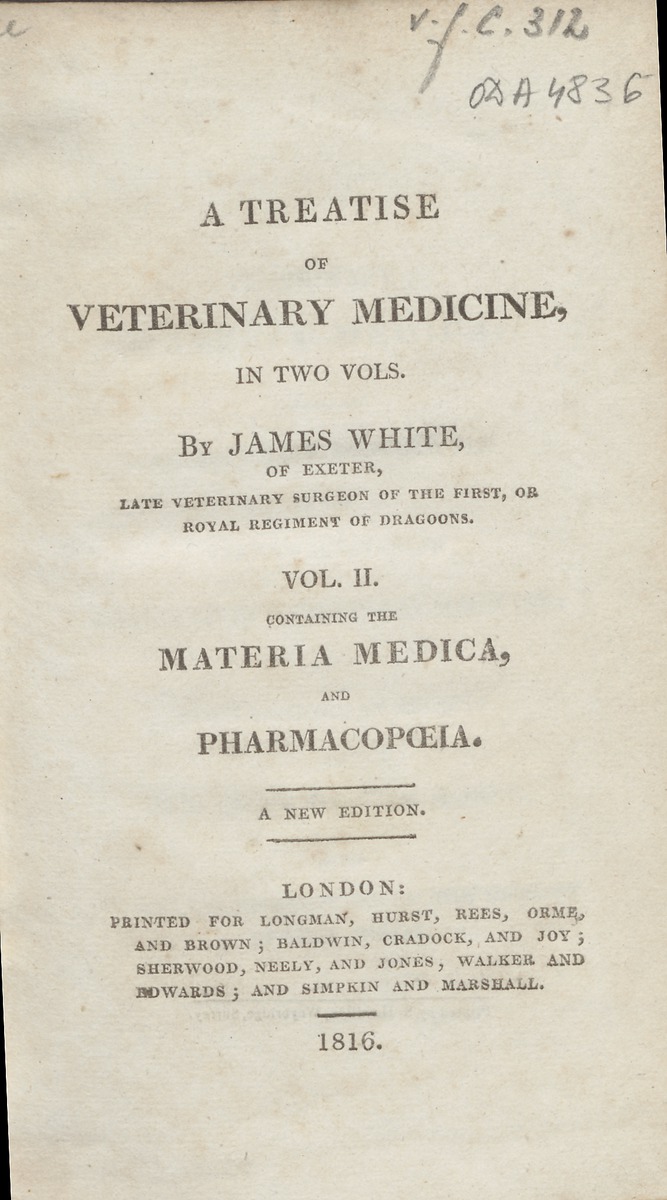 v.f.C.312
A TREATISE
OF
VETERINARY MEDICINE,
IN TWO VOLS.
By JAMES WHITE,
OF EXETER,
LATE VETERINARY SURGEON OF THE FIRST, OR
ROYAL REGIMENT OF DRAGOONS.
VOL. II.
CONTAINING THE
MATERIA MEDICA,
AND
PHARMACOPŒIA.
A NEW EDITION.
LONDON:
PRINTED FOR LONGMAN, HURST, REES, ORME,
AND BROWN; BALDWIN, CRADOCK, AND JOY;
SHERWOOD, NEELY, AND JONES, WALKER AND
EDWARDS; AND SIMPKIN AND MARSHALL.
1816.